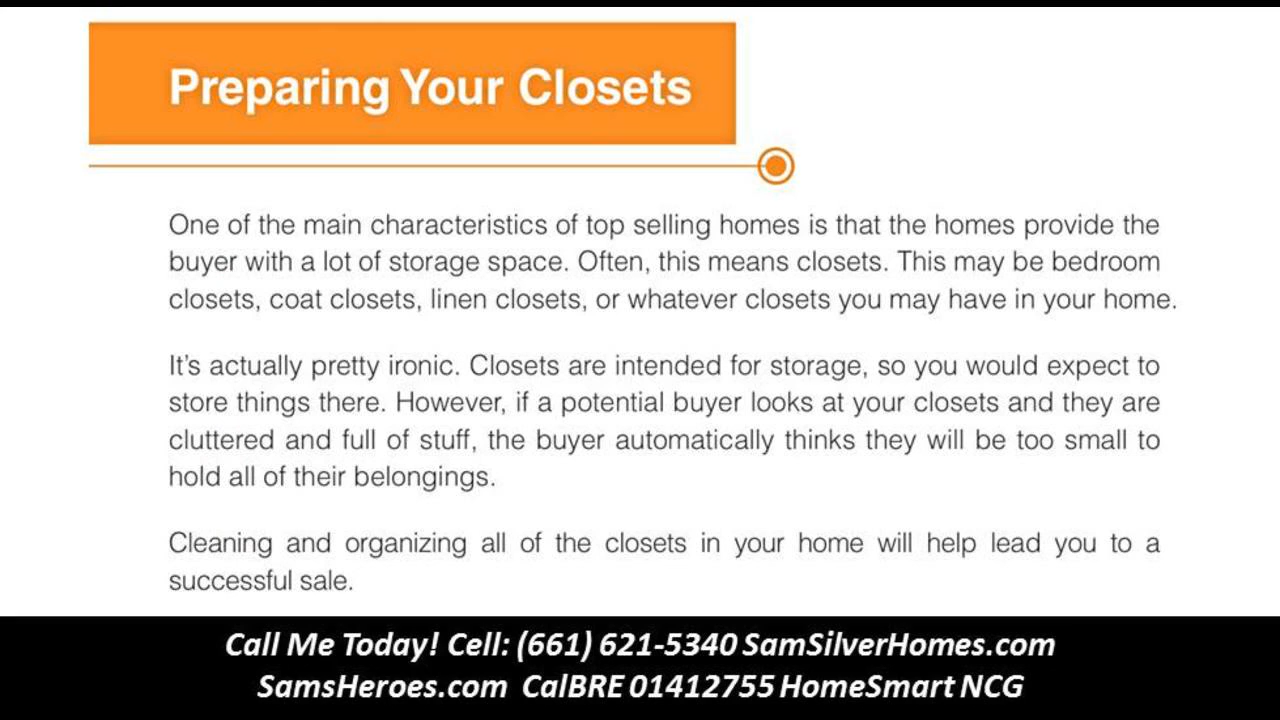 Preparing Your Closets
One of the main characteristics of top selling homes is that the homes provide the
buyer with a lot of storage space. Often, this means closets. This may be bedroom
closets, coat closets, linen closets, or whatever closets you may have in your home.
It’s actually pretty ironic. Closets are intended for storage, so you would expect to
store things there. However, if a potential buyer looks at your closets and they are
cluttered and full of stuff, the buyer automatically thinks they will be too small to
hold all of their belongings.
Cleaning and organizing all of the closets in your home will help lead you to a
successful sale.
Call Me Today! Cell: (661) 621-5340 SamSilverHomes.com
SamsHeroes.com CalBRE 01412755 HomeSmart NCG